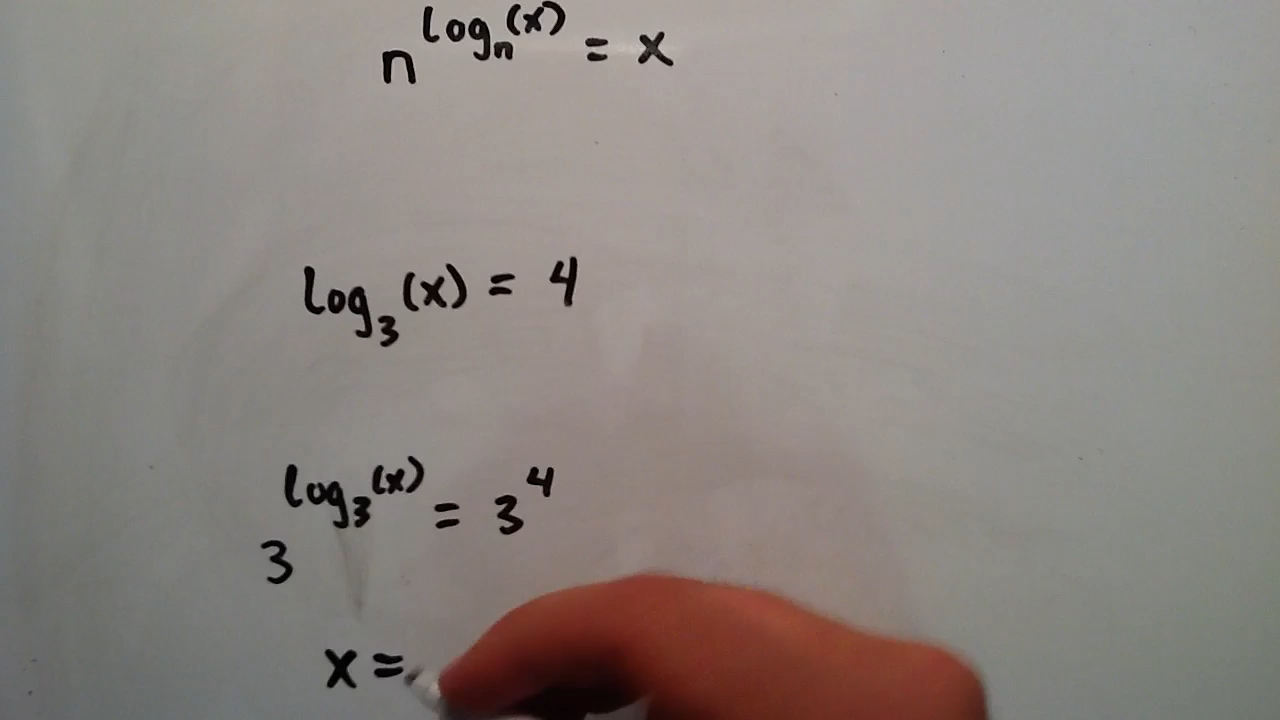 n^log_n(x) = x
log_3(x) = 4
3^log_3(x) = 3^4
x =